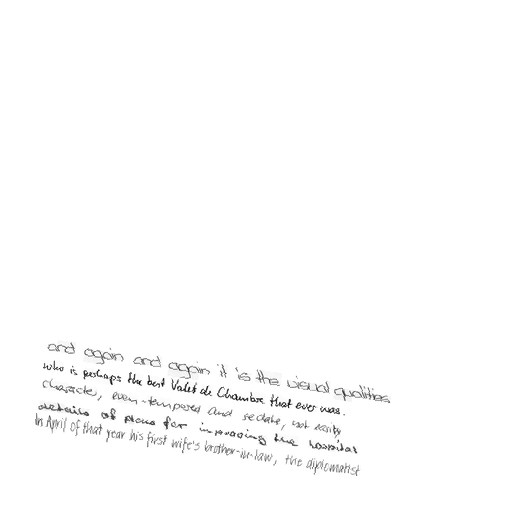 and again and again it is the visual qualities
who is perhaps the best Valet de Chambre that ever was.
character, even-tempered and sedate, not easily
details of plans for improving the hospital
In April of that year his first wife's brother-in-law, the diplomatist